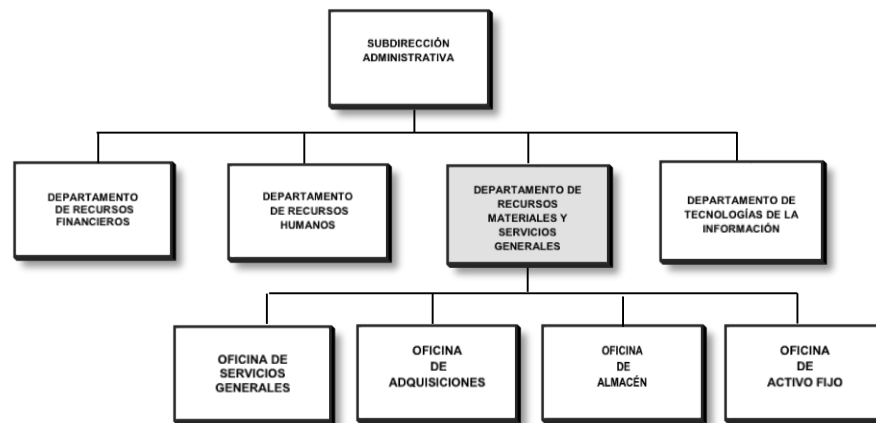 SUBDIRECCIÓN
ADMINISTRATIVA
DEPARTAMENTO
DE RECURSOS
FINANCIEROS
DEPARTAMENTO
DE RECURSOS
HUMANOS
DEPARTAMENTO DE
RECURSOS
MATERIALES Y
SERVICIOS
GENERALES
DEPARTAMENTO DE
TECNOLOGÍAS DE LA
INFORMACIÓN
OFICINA DE
SERVICIOS
GENERALES
OFICINA
DE
ADQUISICIONES
OFICINA
DE
ALMACÉN
OFICINA
DE
ACTIVO FIJO